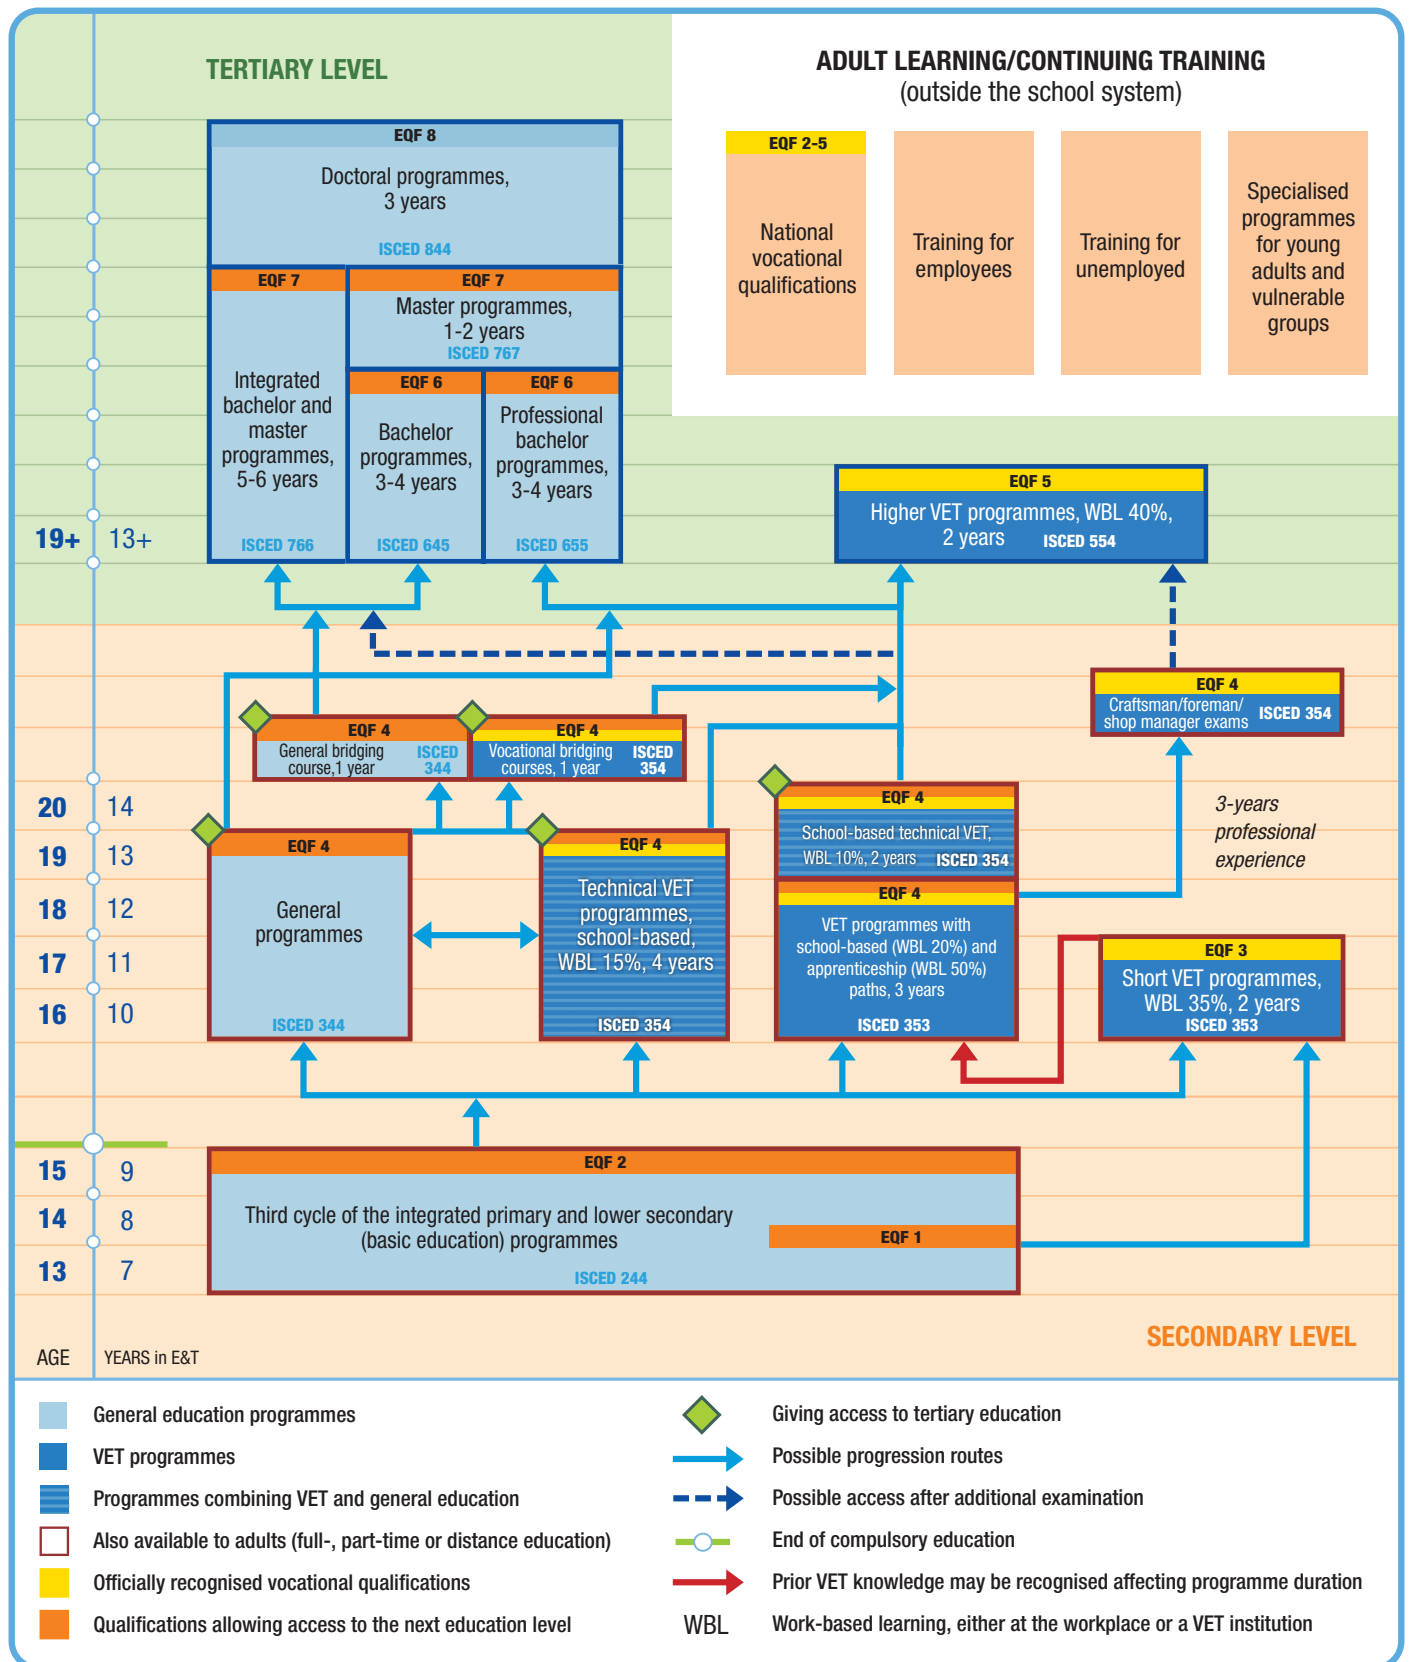 TERTIARY LEVEL
ADULT LEARNING/CONTINUING TRAINING
(outside the school system)
EQF 2-5
National
vocational
qualifications
Training for
employees
Training for
unemployed
Specialised
programmes
for young
adults and
vulnerable
groups
EQF 8
Doctoral programmes,
3 years
ISCED 844
EQF 7
Integrated
bachelor and
master
programmes,
5-6 years
ISCED 766
EQF 7
Master programmes,
1-2 years
ISCED 767
EQF 6
Bachelor
programmes,
3-4 years
ISCED 645
EQF 6
Professional
bachelor
programmes,
3-4 years
ISCED 655
EQF 5
Higher VET programmes, WBL 40%,
2 years ISCED 554
19+ 13+
EQF 4
Craftsman/foreman/
shop manager exams
ISCED 354
EQF 4
General bridging
course,1 year
ISCED
344
EQF 4
Vocational bridging
courses, 1 year
ISCED
354
20 14
19 13
18 12
17 11
16 10
EQF 4
General
programmes
ISCED 344
EQF 4
Technical VET
programmes,
school-based,
WBL 15%, 4 years
ISCED 354
EQF 4
School-based technical VET,
WBL 10%, 2 years ISCED 354
EQF 4
VET programmes with
school-based (WBL 20%) and
apprenticeship (WBL 50%)
paths, 3 years
ISCED 353
3-years
professional
experience
EQF 3
Short VET programmes,
WBL 35%, 2 years
ISCED 353
15 9
14 8
13 7
EQF 2
Third cycle of the integrated primary and lower secondary
(basic education) programmes
EQF 1
ISCED 244
SECONDARY LEVEL
AGE YEARS in E&T
General education programmes
VET programmes
Programmes combining VET and general education
Also available to adults (full-, part-time or distance education)
Officially recognised vocational qualifications
Qualifications allowing access to the next education level
Giving access to tertiary education
Possible progression routes
Possible access after additional examination
End of compulsory education
Prior VET knowledge may be recognised affecting programme duration
WBL Work-based learning, either at the workplace or a VET institution